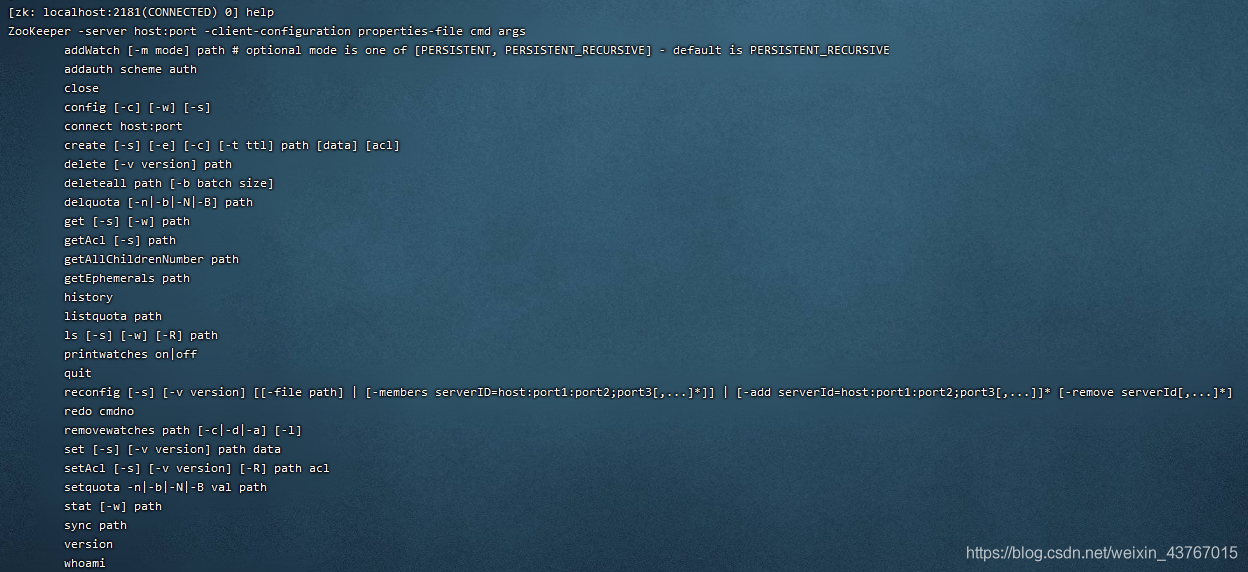 [zk: localhost:2181(CONNECTED) 0] help
ZooKeeper -server host:port -client-configuration properties-file cmd args
addWatch [-m mode] path # optional mode is one of [PERSISTENT, PERSISTENT_RECURSIVE] - default is PERSISTENT_RECURSIVE
addauth scheme auth
close
config [-c] [-w] [-s]
connect host:port
create [-s] [-e] [-c] [-t ttl] path [data] [acl]
delete [-v version] path
deleteall path [-b batch size]
delquota [-n|-b|-N|-B] path
get [-s] [-w] path
getAcl [-s] path
getAllChildrenNumber path
getEphemerals path
history
listquota path
ls [-s] [-w] [-R] path
printwatches on|off
quit
reconfig [-s] [-v version] [[-file path] | [-members serverID=host:port1:port2;port3[,...]*]] | [-add serverId=host:port1:port2;port3[,...]]* [-remove serverId[,...]*]
redo cmdno
removewatches path [-c|-d|-a] [-l]
set [-s] [-v version] path data
setAcl [-s] [-v version] [-R] path acl
setquota -n|-b|-N|-B val path
stat [-w] path
sync path
version
whoami
https://blog.csdn.net/weixin_43767015